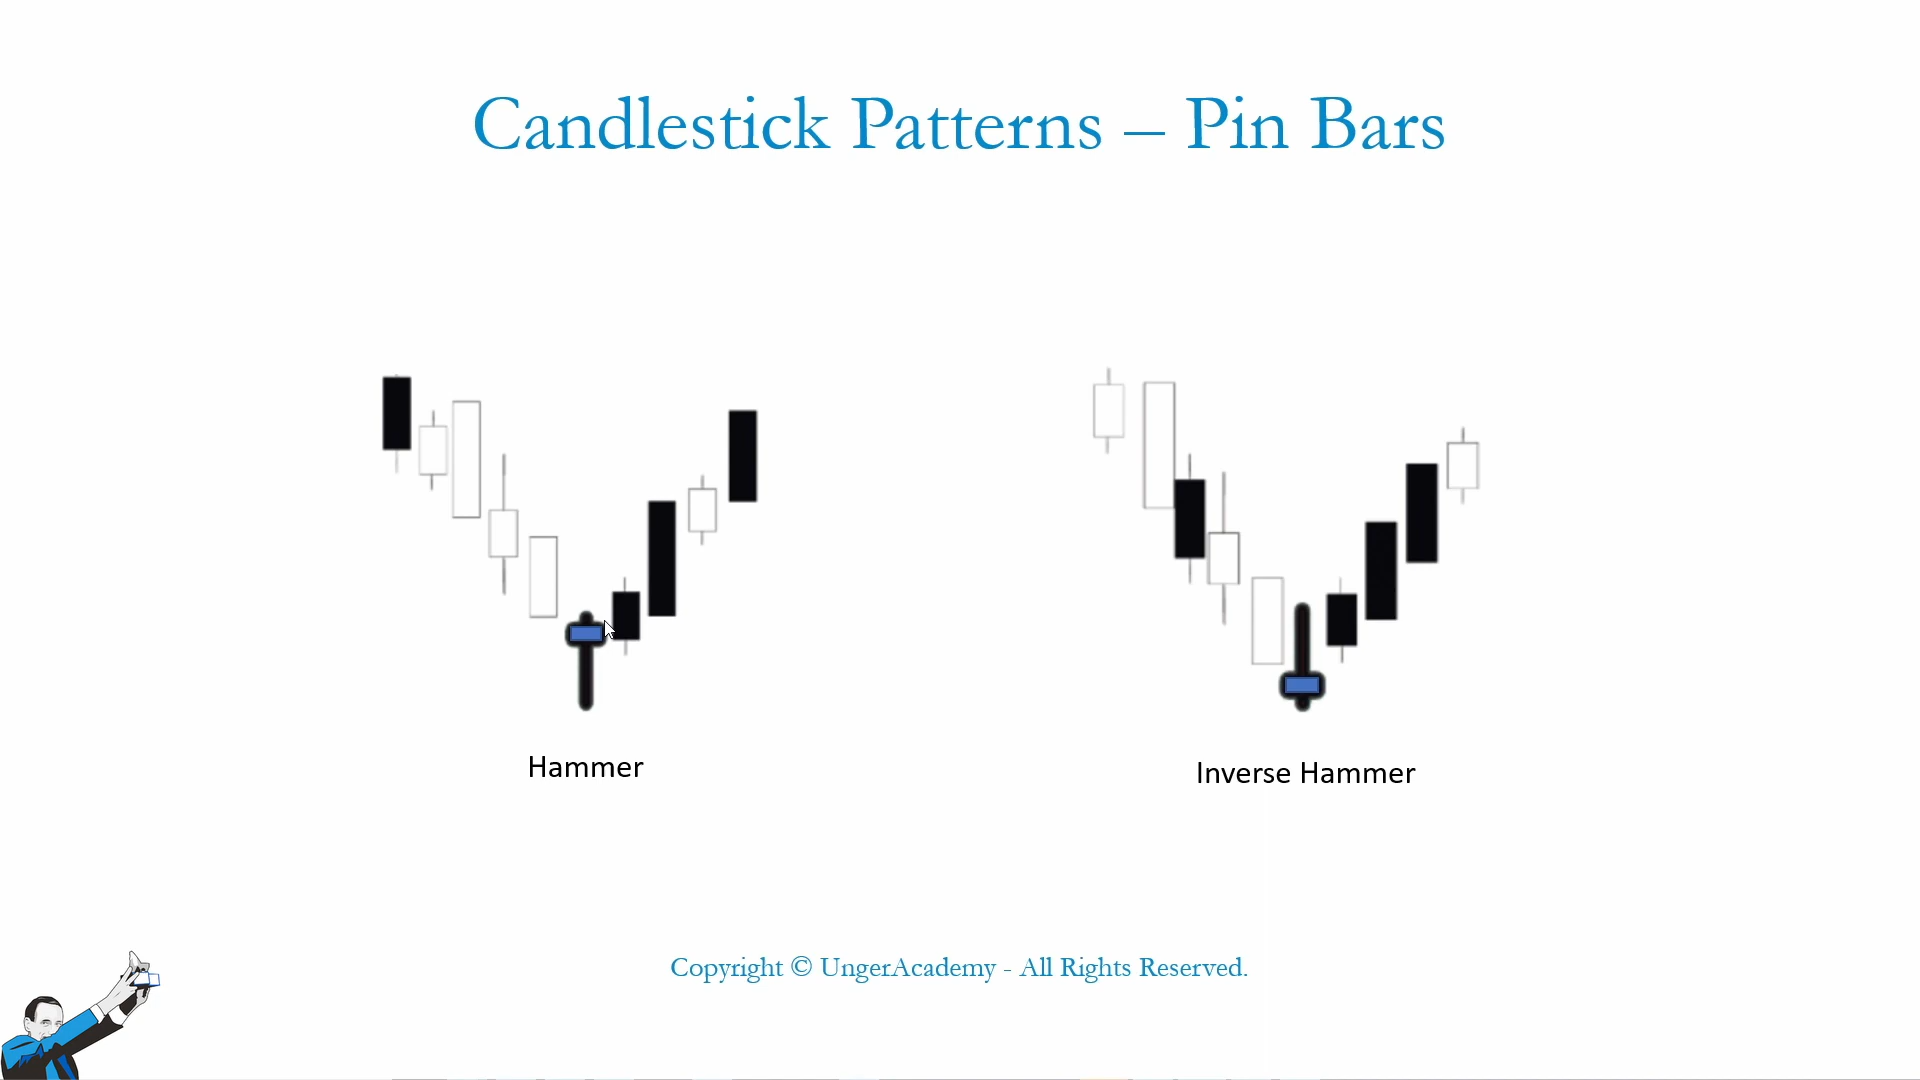 Candlestick Patterns – Pin Bars
Hammer
Inverse Hammer
Copyright © UngerAcademy - All Rights Reserved.